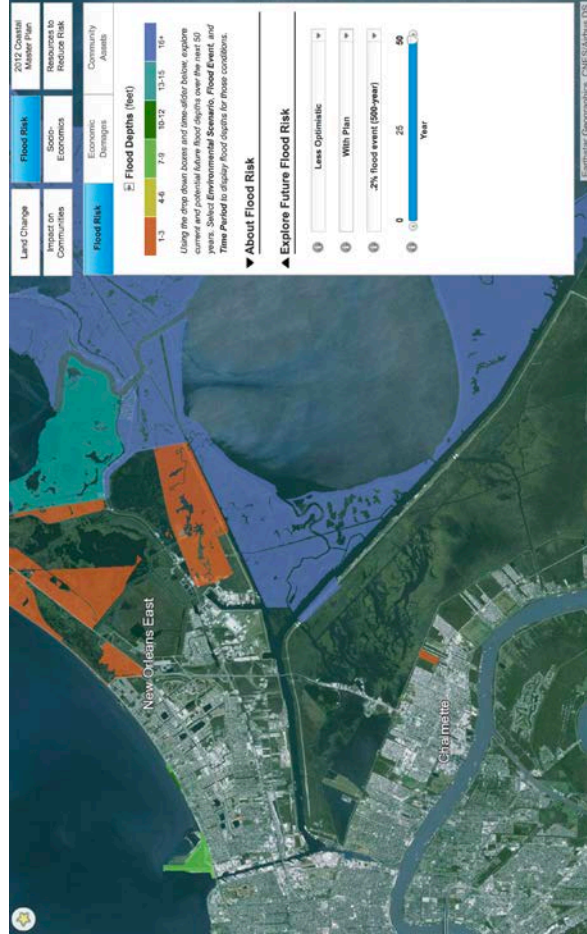 Land Change
Flood Risk
2012 Coastal
Master Plan
Impact on
Communities
Socio-
Economics
Resources to
Reduce Risk
Flood Risk
Economic
Damages
Community
Assets
Flood Depths (feet)
1-3
4-6
7-9
10-12
13-15
16+
Using the drop down boxes and time-slider below, explore
current and potential future flood depths over the next 50
years. Select Environmental Scenario, Flood Event, and
Time Period to display flood depths for those conditions.
▼ About Flood Risk
▲ Explore Future Flood Risk
Less Optimistic
With Plan
.2% flood event (500-year)
0
25
50
Year
New Orleans East
Chalmette